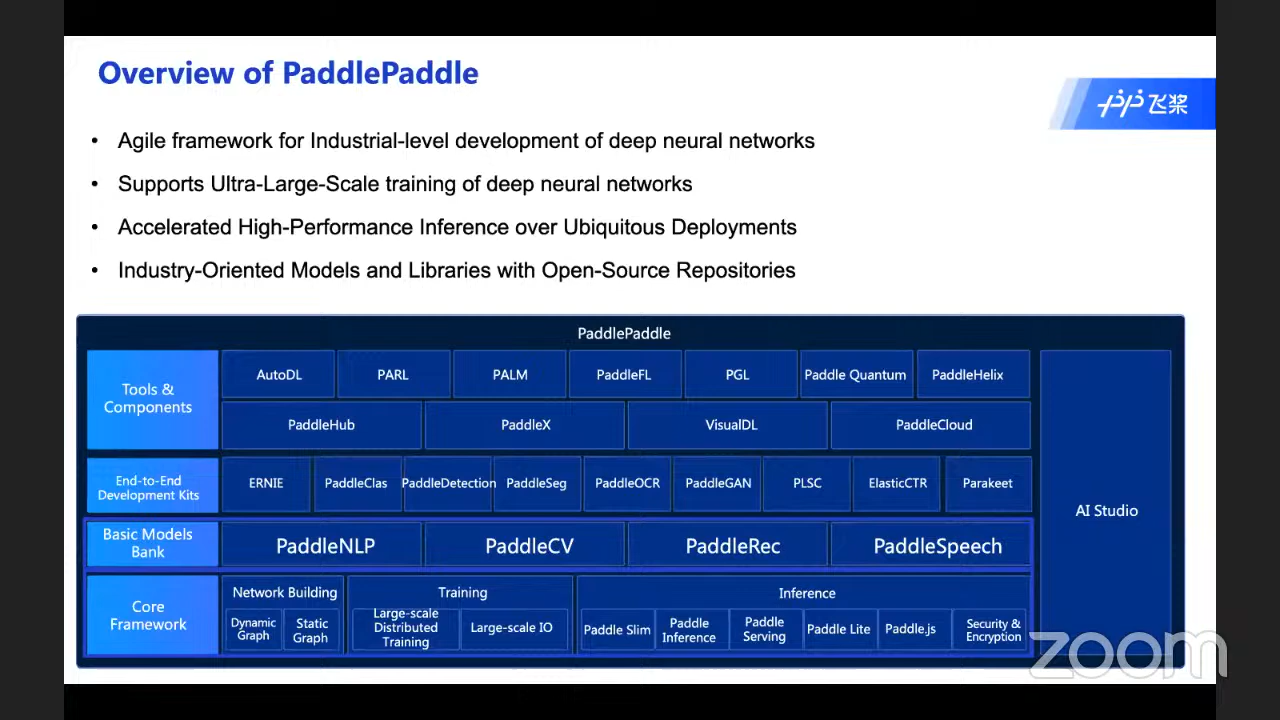 Overview of PaddlePaddle
飞桨
• Agile framework for Industrial-level development of deep neural networks
• Supports Ultra-Large-Scale training of deep neural networks
• Accelerated High-Performance Inference over Ubiquitous Deployments
• Industry-Oriented Models and Libraries with Open-Source Repositories
PaddlePaddle
Tools &
Components
AutoDL
PARL
PALM
PaddleFL
PGL
Paddle Quantum
PaddleHelix
PaddleHub
PaddleX
VisualDL
PaddleCloud
End-to-End
Development Kits
ERNIE
PaddleClas
PaddleDetection
PaddleSeg
PaddleOCR
PaddleGAN
PLSC
ElasticCTR
Parakeet
AI Studio
Basic Models
Bank
PaddleNLP
PaddleCV
PaddleRec
PaddleSpeech
Core
Framework
Network Building
Dynamic
Graph
Static
Graph
Training
Large-scale
Distributed
Training
Large-scale IO
Inference
Paddle Slim
Paddle
Inference
Paddle
Serving
Paddle Lite
Paddle.js
Security &
Encryption
zoom